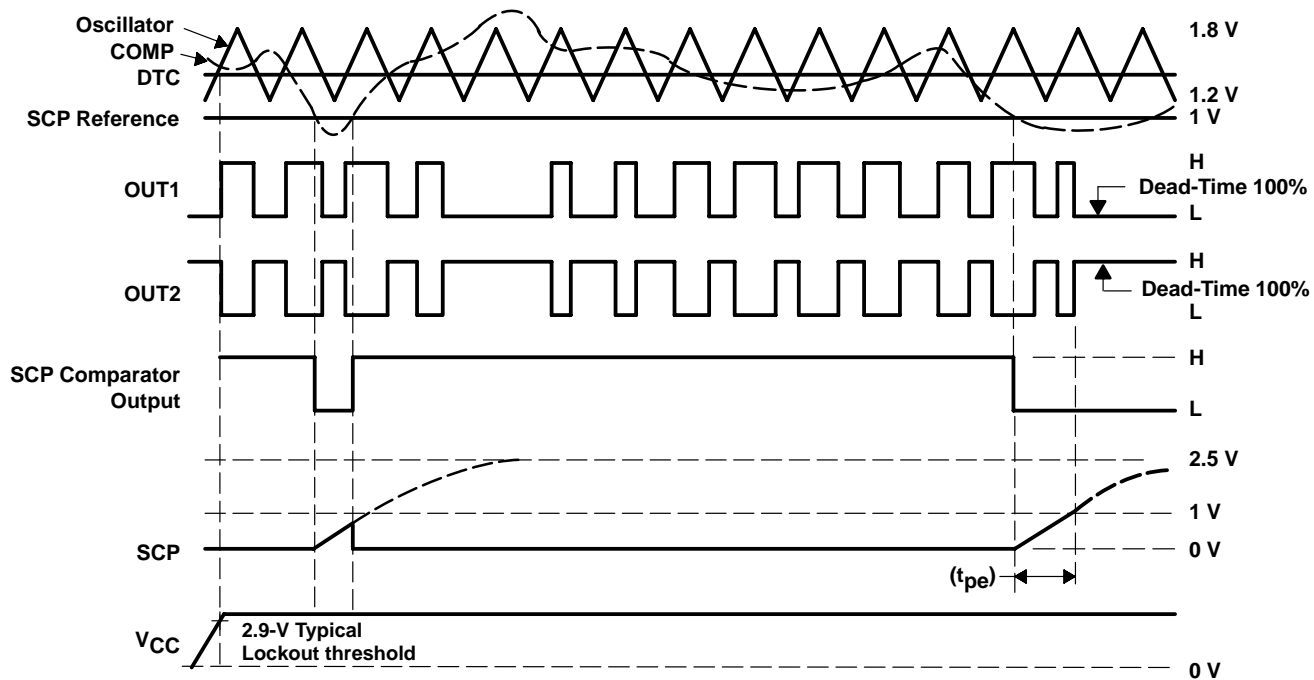 Oscillator
1.8 V
COMP
DTC
1.2 V
SCP Reference
1 V
H
OUT1
Dead-Time 100%
L
H
OUT2
Dead-Time 100%
L
SCP Comparator
Output
H
L
2.5 V
1 V
SCP
0 V
(tpe)
VCC
2.9-V Typical
Lockout threshold
0 V